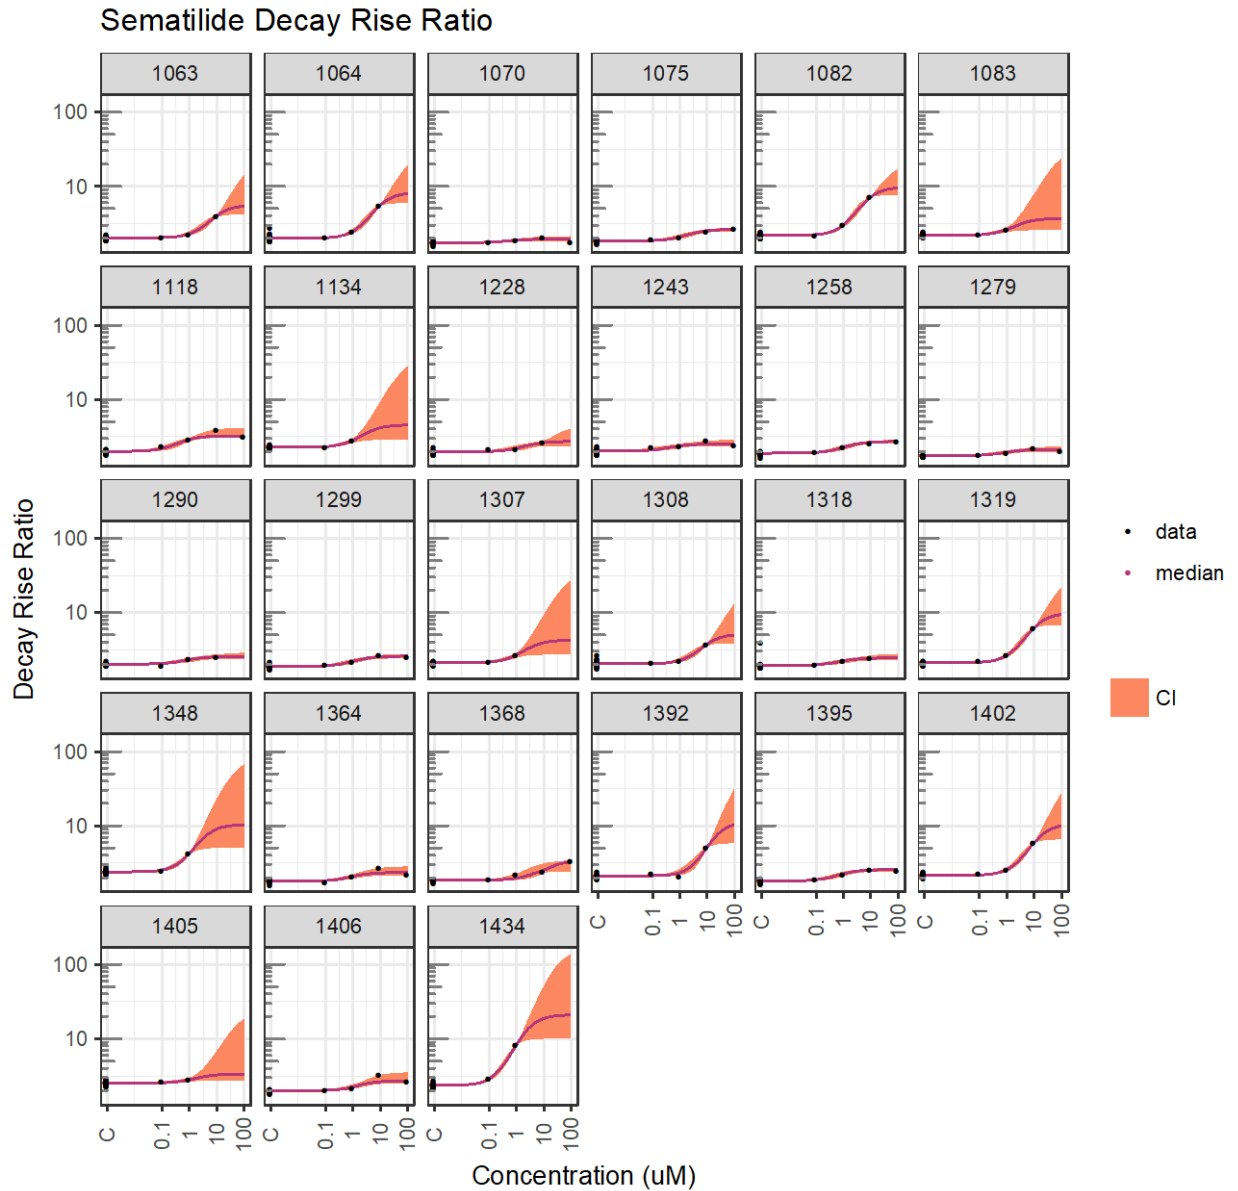 Sematilide Decay Rise Ratio
1063 1064 1070 1075 1082 1083
100
10
1118 1134 1228 1243 1258 1279
100
10
1290 1299 1307 1308 1318 1319
100
10
1348 1364 1368 1392 1395 1402
100
10
C 0.1 1 10 100 C 0.1 1 10 100 C 0.1 1 10 100
1405 1406 1434
100
10
C 0.1 1 10 100 C 0.1 1 10 100 C 0.1 1 10 100
Concentration (uM)
Decay Rise Ratio
data
median
CI